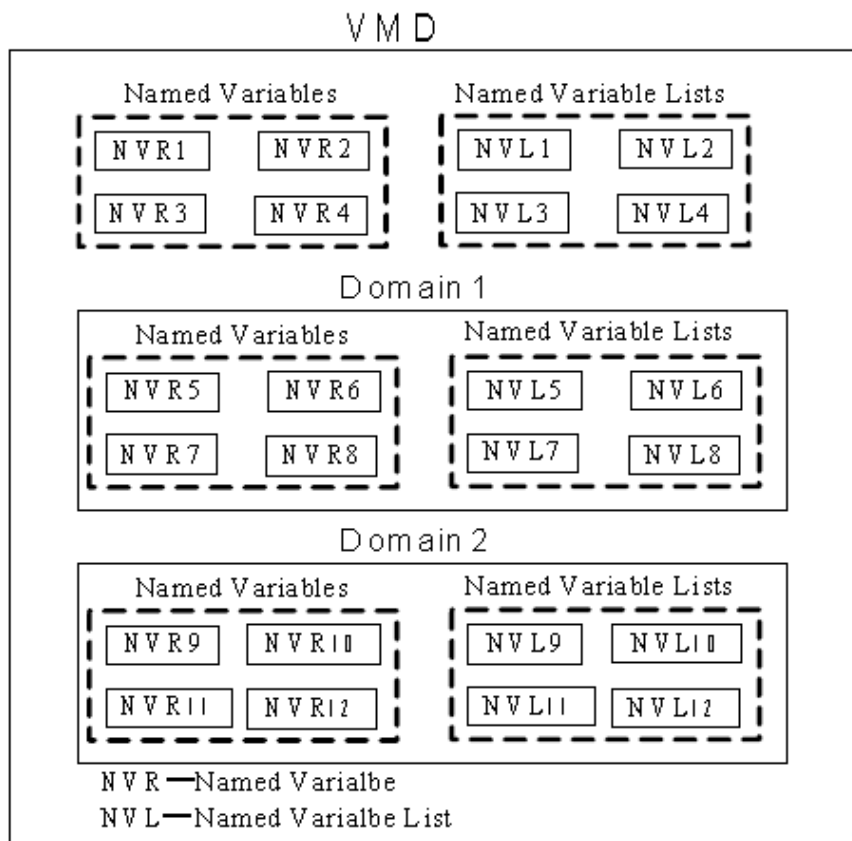 VMD
Named Variables
NVR1 NVR2
NVR3 NVR4
Named Variable Lists
NVL1 NVL2
NVL3 NVL4
Domain 1
Named Variables
NVR5 NVR6
NVR7 NVR8
Named Variable Lists
NVL5 NVL6
NVL7 NVL8
Domain 2
Named Variables
NVR9 NVR10
NVR11 NVR12
Named Variable Lists
NVL9 NVL10
NVL11 NVL12
NVR—Named Varialbe
NVL—Named Varialbe List